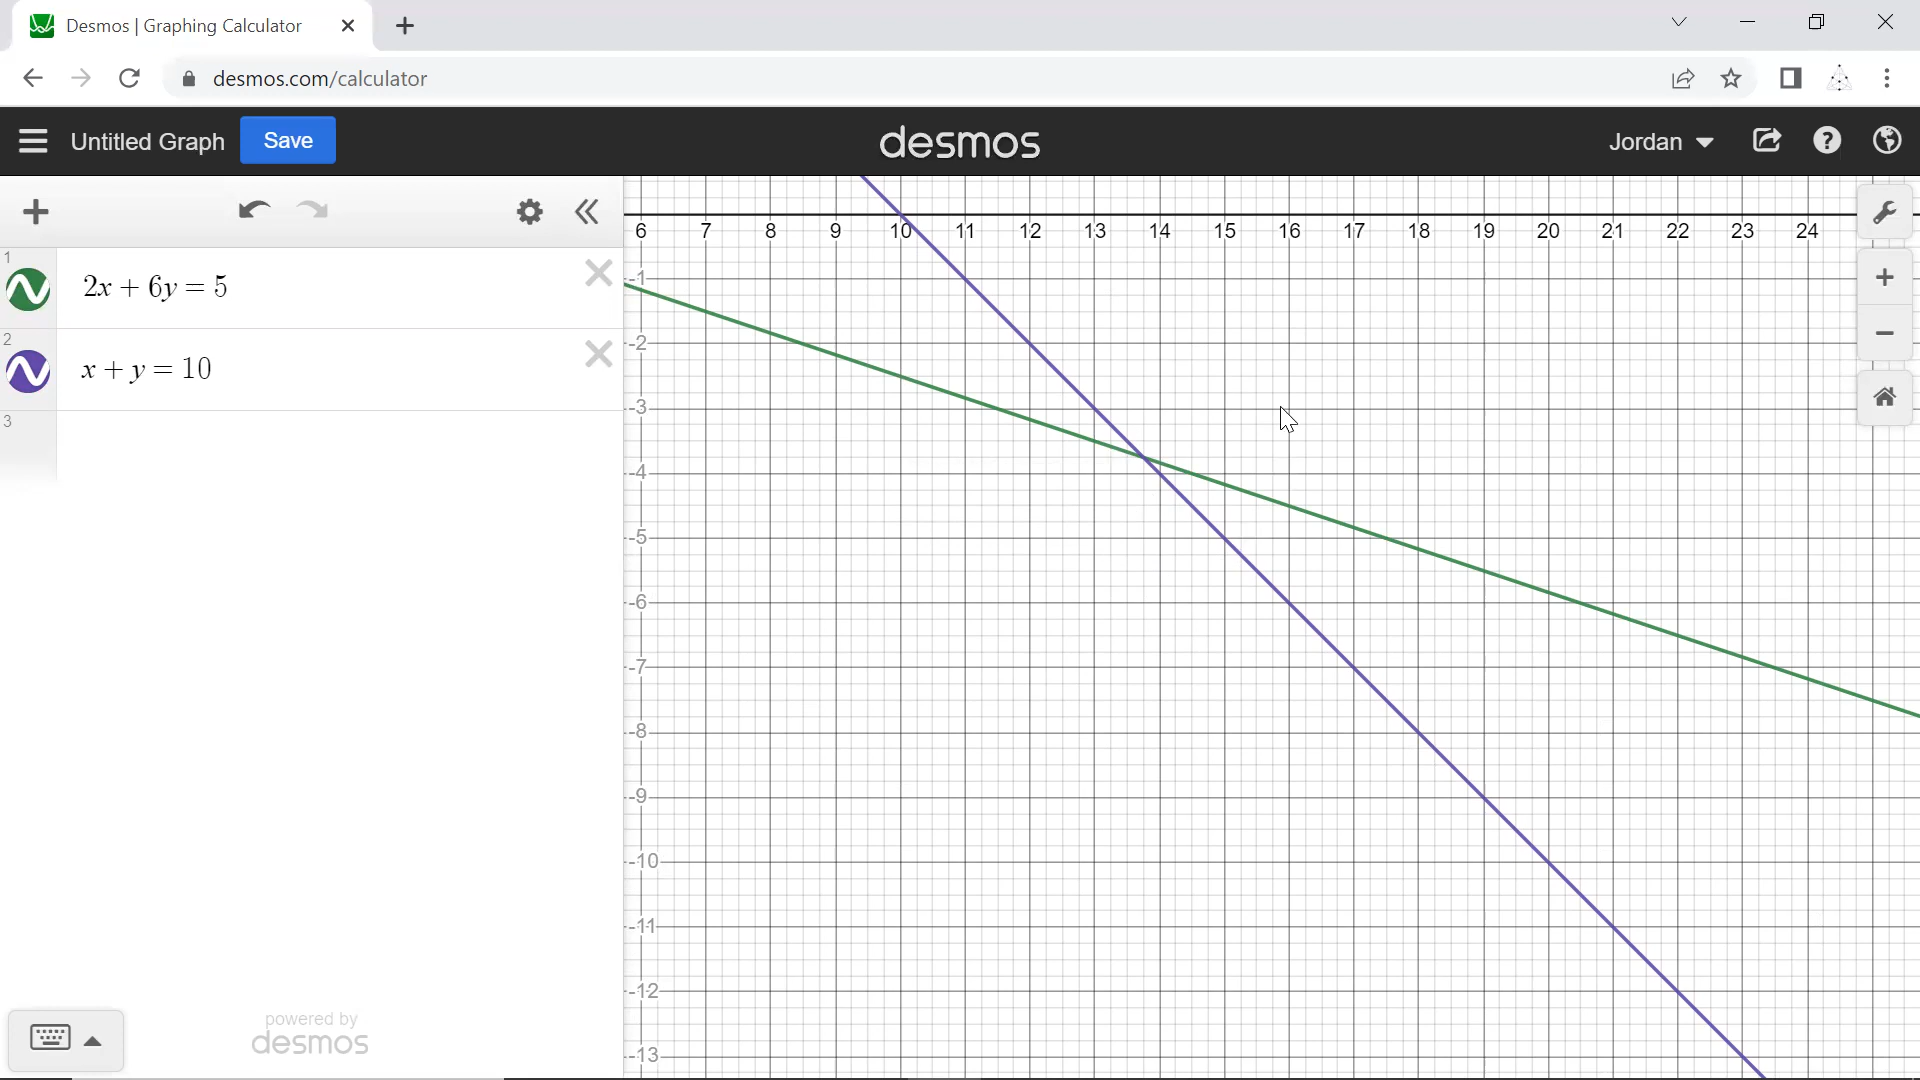 Desmos | Graphing Calculator
desmos.com/calculator
Untitled Graph
Save
desmos
Jordan
1
2x + 6y = 5
2
x + y = 10
3
6 7 8 9 10 11 12 13 14 15 16 17 18 19 20 21 22 23 24
-1
-2
-3
-4
-5
-6
-7
-8
-9
-10
-11
-12
-13
powered by
desmos